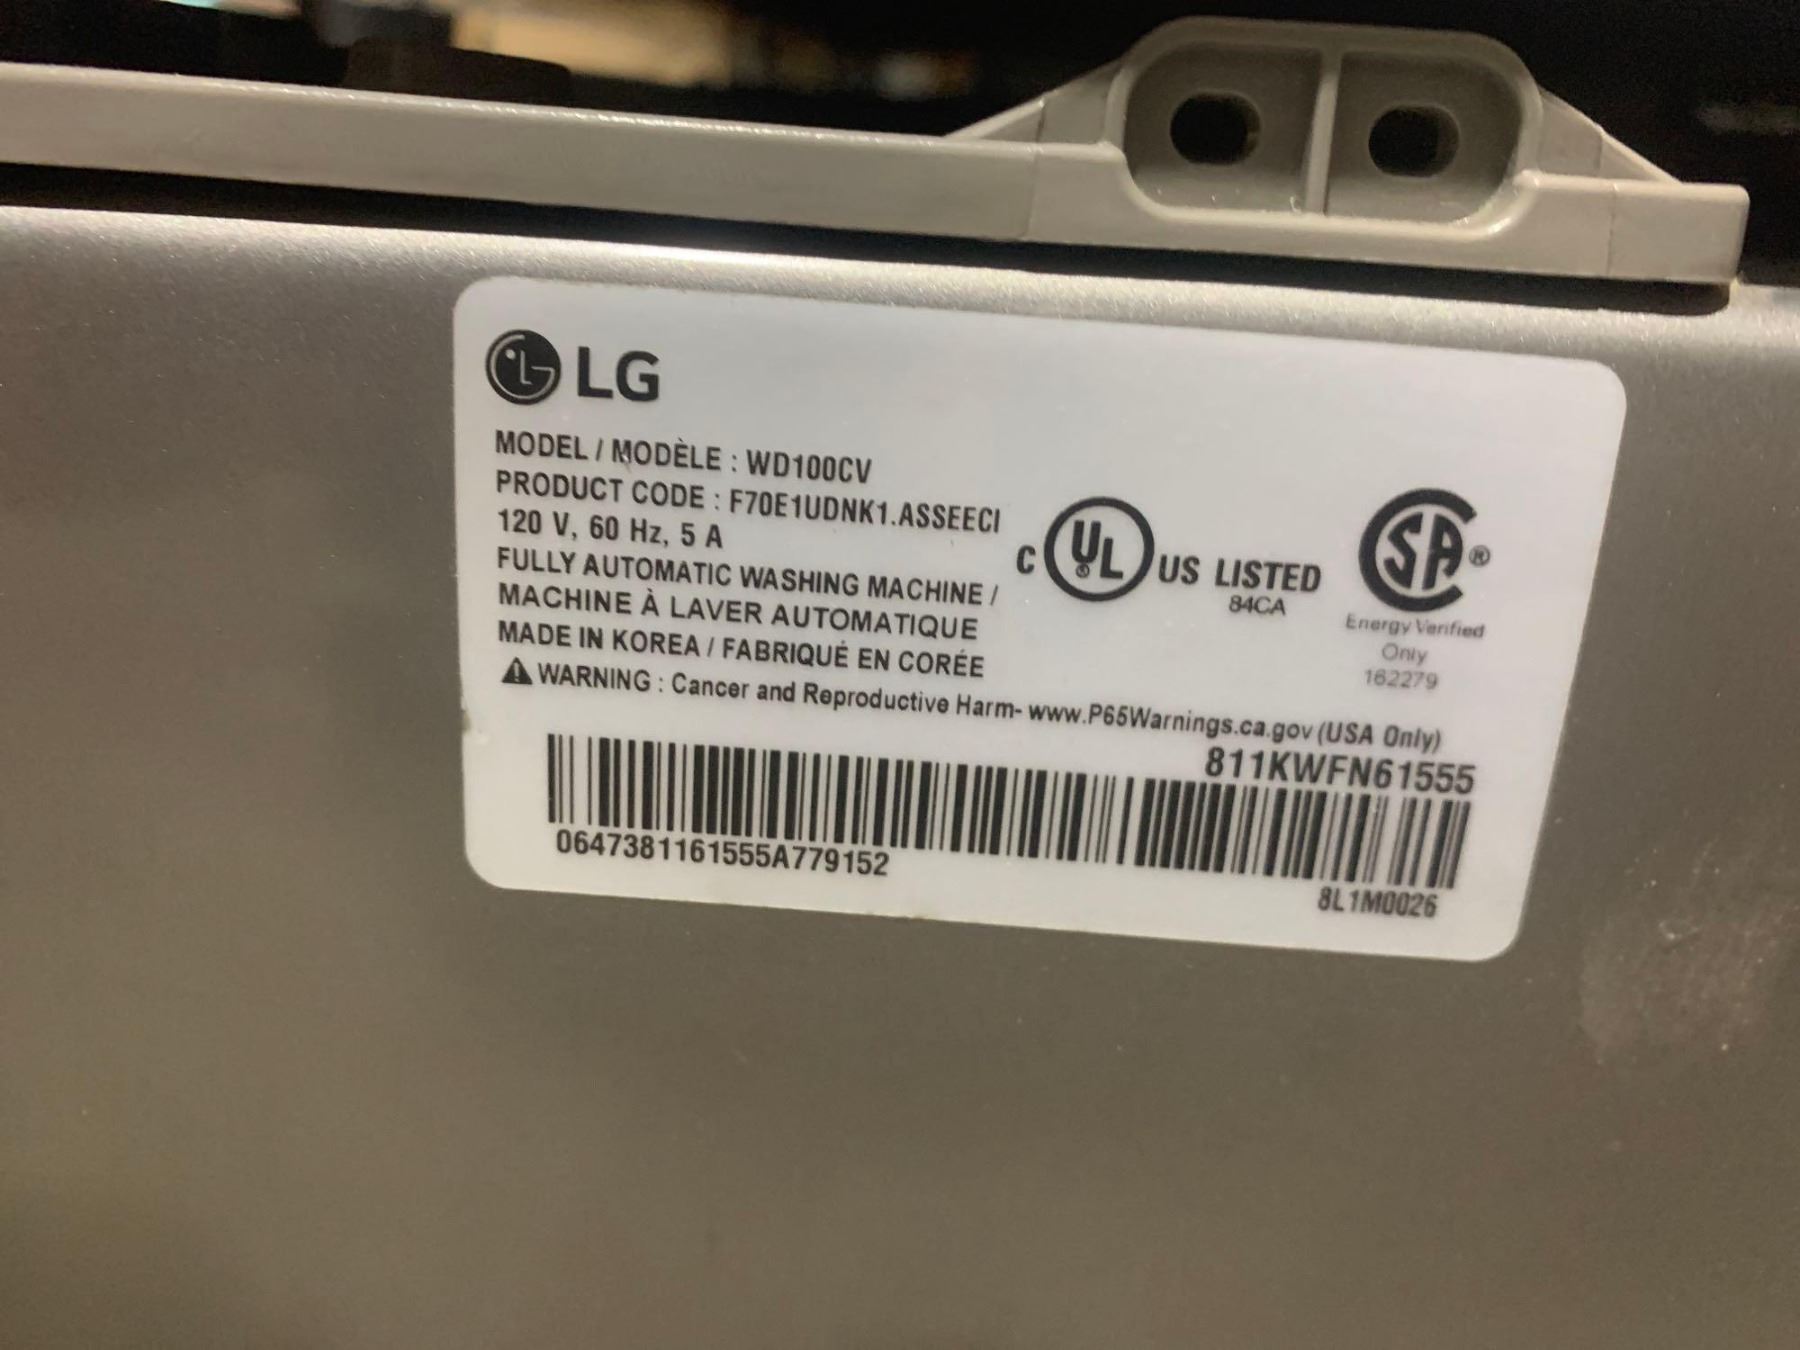 LG
MODEL / MODÈLE : WD100CV
PRODUCT CODE : F70E1UDNK1.ASSEECI
120 V, 60 Hz, 5 A
FULLY AUTOMATIC WASHING MACHINE /
MACHINE À LAVER AUTOMATIQUE
MADE IN KOREA / FABRIQUÉ EN CORÉE
C UL ® US LISTED
84CA
SA ®
Energy Verified
Only
162279
WARNING : Cancer and Reproductive Harm- www.P65Warnings.ca.gov (USA Only)
811KWFN61555
0647381161555A779152
8L1M0026